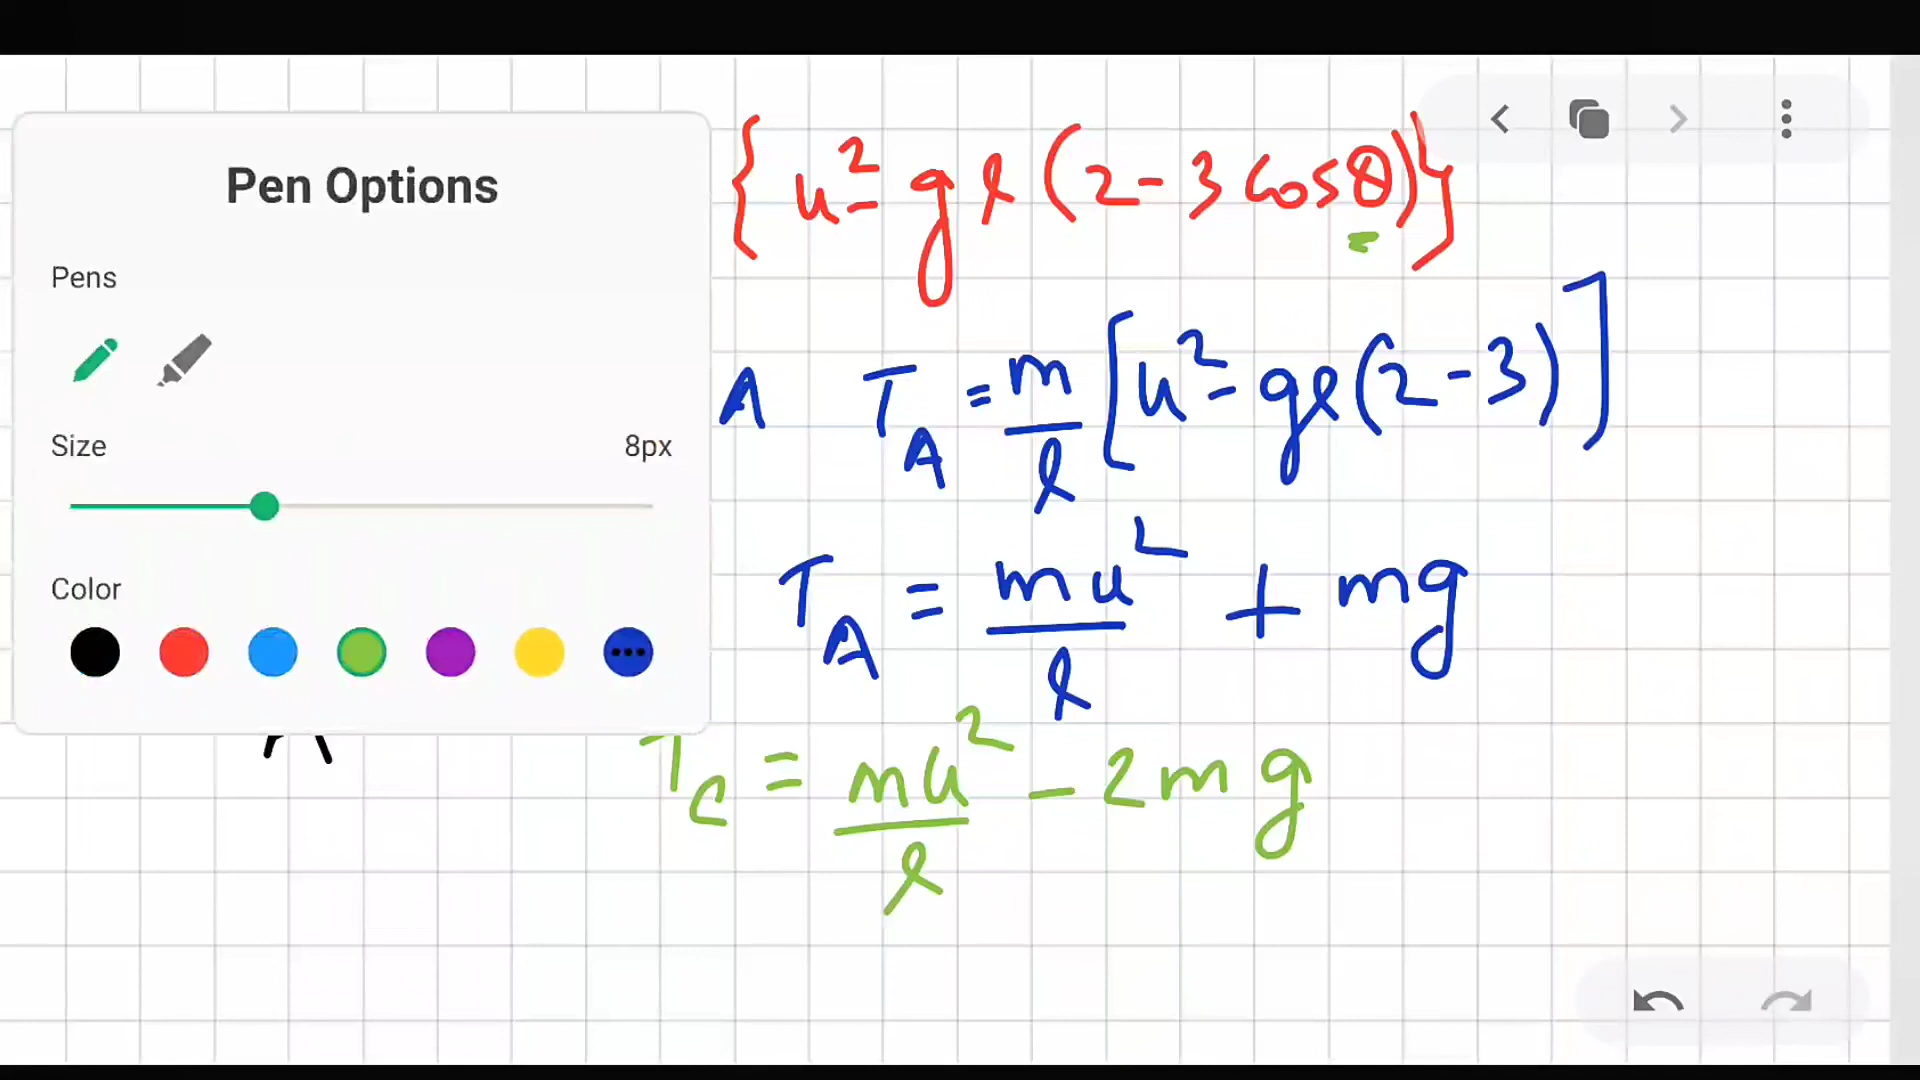 Pen Options
Pens
Size 8px
Color
{u² - gl(2 - 3 Cosθ)}
A T_A = m/l [u² - gl(2 - 3)]
T_A = mu²/l + mg
T_C = mu²/l - 2mg